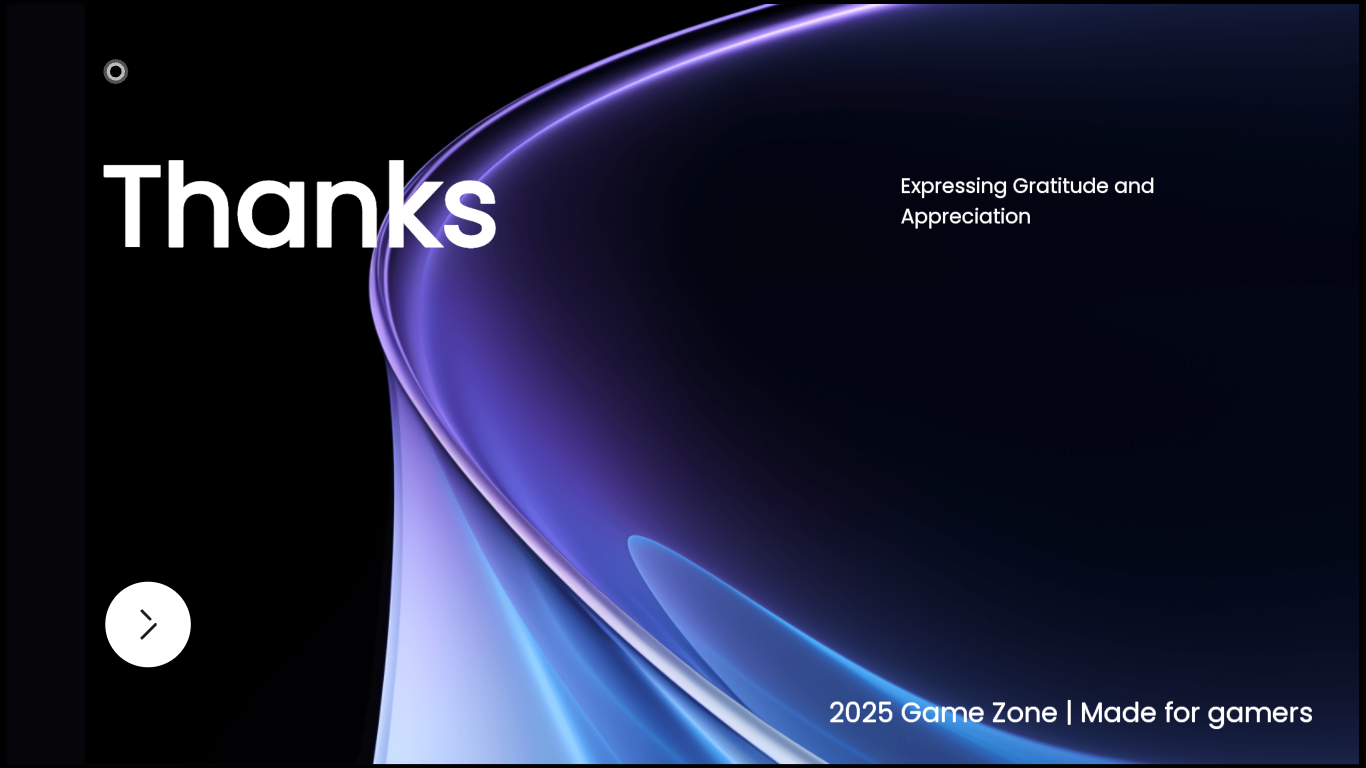 Thanks
Expressing Gratitude and
Appreciation
2025 Game Zone | Made for gamers